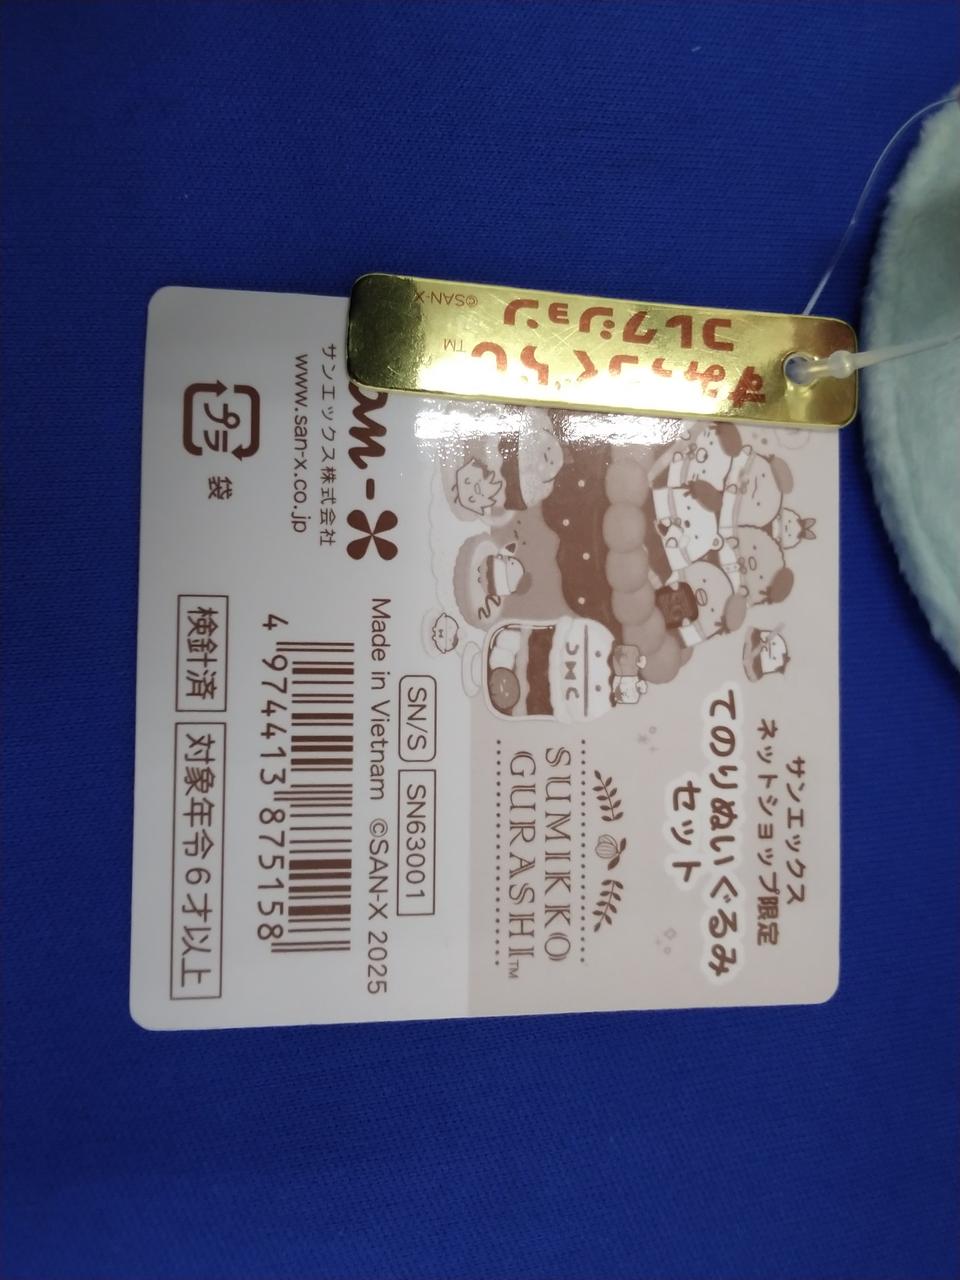 すみっコぐらし™
コレクション
©SAN-X
サンエックス
ネットショップ限定
てのりぬいぐるみ
セット
SUMIKKO
GURASHI™
SN/S
SN63001
Made in Vietnam ©SAN-X 2025
サンエックス株式会社
www.san-x.co.jp
4 974413 875158
プラ
袋
検針済
対象年令6才以上